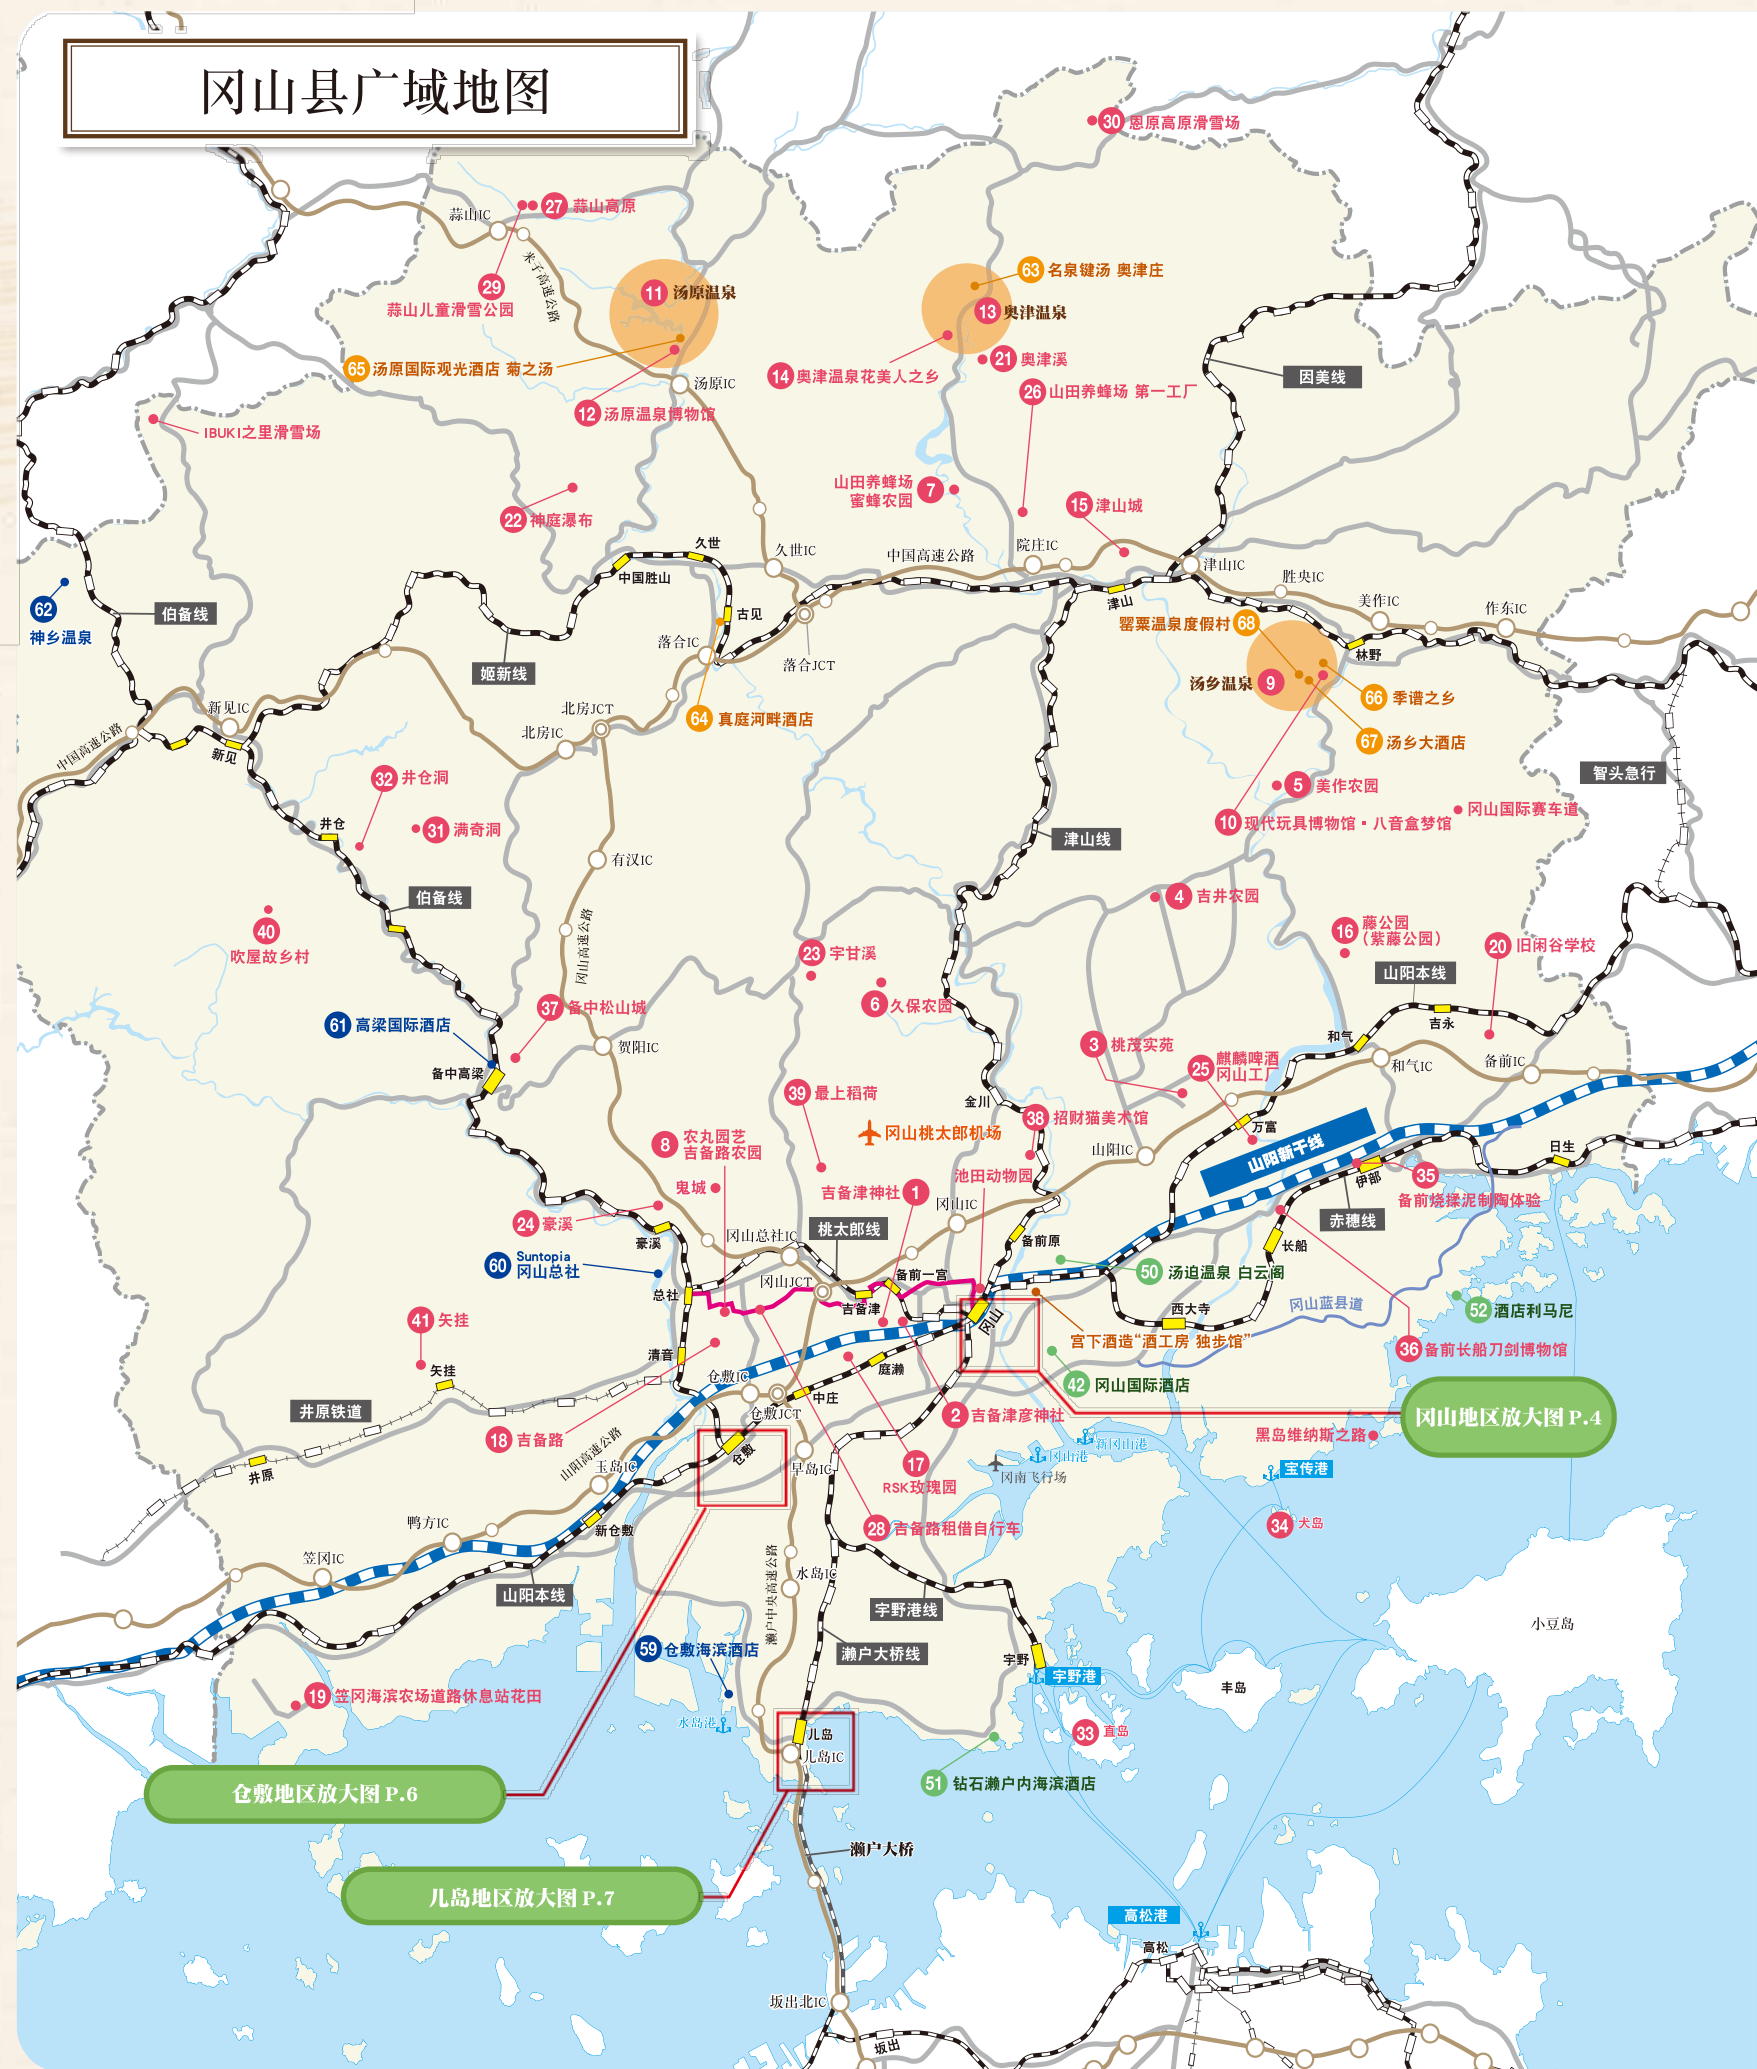 冈山县广域地图
30 恩原高原滑雪场
蒜山IC
27 蒜山高原
米子高速公路
29
蒜山儿童滑雪公园
11 汤原温泉
63 名泉键汤 奥津庄
13 奥津温泉
65 汤原国际观光酒店 菊之汤
14 奥津温泉花美人之乡
21 奥津溪
26 山田养蜂场 第一工厂
因美线
汤原IC
12 汤原温泉博物馆
IBUKI之里滑雪场
山田养蜂场
蜜蜂农园
7
22 神庭瀑布
15 津山城
久世
久世IC
中国胜山
中国高速公路
院庄IC
津山IC
胜央IC
美作IC
作东IC
62
神乡温泉
伯备线
古见
津山
罂粟温泉度假村 68
落合IC
落合JCT
林野
姬新线
汤乡温泉 9
66 季谱之乡
新见IC
北房JCT
北房IC
64 真庭河畔酒店
67 汤乡大酒店
中国高速公路
新见
智头急行
32 井仓洞
5 美作农园
冈山国际赛车道
井仓
31 满奇洞
10 现代玩具博物馆・八音盒梦馆
津山线
有汉IC
伯备线
4 吉井农园
40
吹屋故乡村
冈山高速公路
23 宇甘溪
16 藤公园
（紫藤公园）
20 旧闲谷学校
山阳本线
37 备中松山城
6 久保农园
61 高梁国际酒店
吉永
和气
3 桃茂实苑
贺阳IC
25 麒麟啤酒
冈山工厂
和气IC
备前IC
备中高梁
39 最上稻荷
金川
38 招财猫美术馆
冈山桃太郎机场
万富
8 农丸园艺
吉备路农园
山阳IC
山阳新干线
日生
池田动物园
鬼城
吉备津神社 1
伊部
35
备前烧揉泥制陶体验
24 豪溪
冈山IC
桃太郎线
赤穗线
豪溪
冈山总社IC
备前原
长船
60 Suntopia
冈山总社
冈山JCT
备前一宫
50 汤迫温泉 白云阁
总社
吉备津
冈山
西大寺
冈山蓝县道
52 酒店利马尼
41 矢挂
宫下酒造“酒工房 独步馆”
36 备前长船刀剑博物馆
清音
矢挂
仓敷IC
庭濑
42 冈山国际酒店
中庄
井原铁道
仓敷JCT
2 吉备津彦神社
冈山地区放大图 P.4
18 吉备路
黑岛维纳斯之路
新冈山港
冈山港
宝传港
仓敷
山阳高速公路
玉岛IC
早岛IC
17
RSK玫瑰园
冈南飞行场
井原
鸭方IC
新仓敷
28 吉备路租借自行车
34 犬岛
笠冈IC
水岛IC
濑户中央高速公路
山阳本线
宇野港线
小豆岛
59 仓敷海滨酒店
濑户大桥线
宇野
宇野港
丰岛
19 笠冈海滨农场道路休息站花田
水岛港
儿岛
儿岛IC
33 直岛
51 钻石濑户内海滨酒店
仓敷地区放大图 P.6
濑户大桥
儿岛地区放大图 P.7
高松港
高松
坂出北IC
坂出